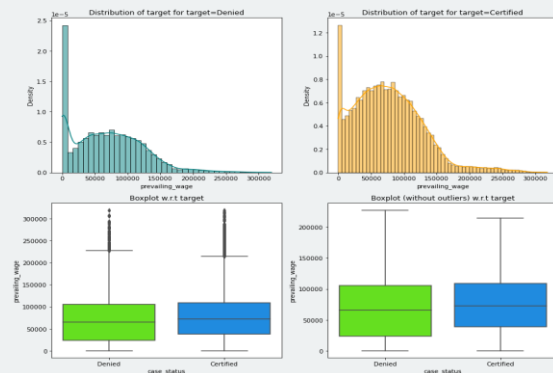 Distribution of target for target=Denied
1e-5
2.5
2.0
1.5
1.0
0.5
0.0
Density
0
50000
100000
150000
200000
250000
300000
prevailing_wage
Distribution of target for target=Certified
1e-5
1.2
1.0
0.8
0.6
0.4
0.2
0.0
Density
0
50000
100000
150000
200000
250000
300000
prevailing_wage
Boxplot w.r.t target
300000
250000
200000
150000
100000
50000
0
prevailing_wage
Denied
Certified
case_status
Boxplot (without outliers) w.r.t target
200000
150000
100000
50000
0
prevailing_wage
Denied
Certified
case_status